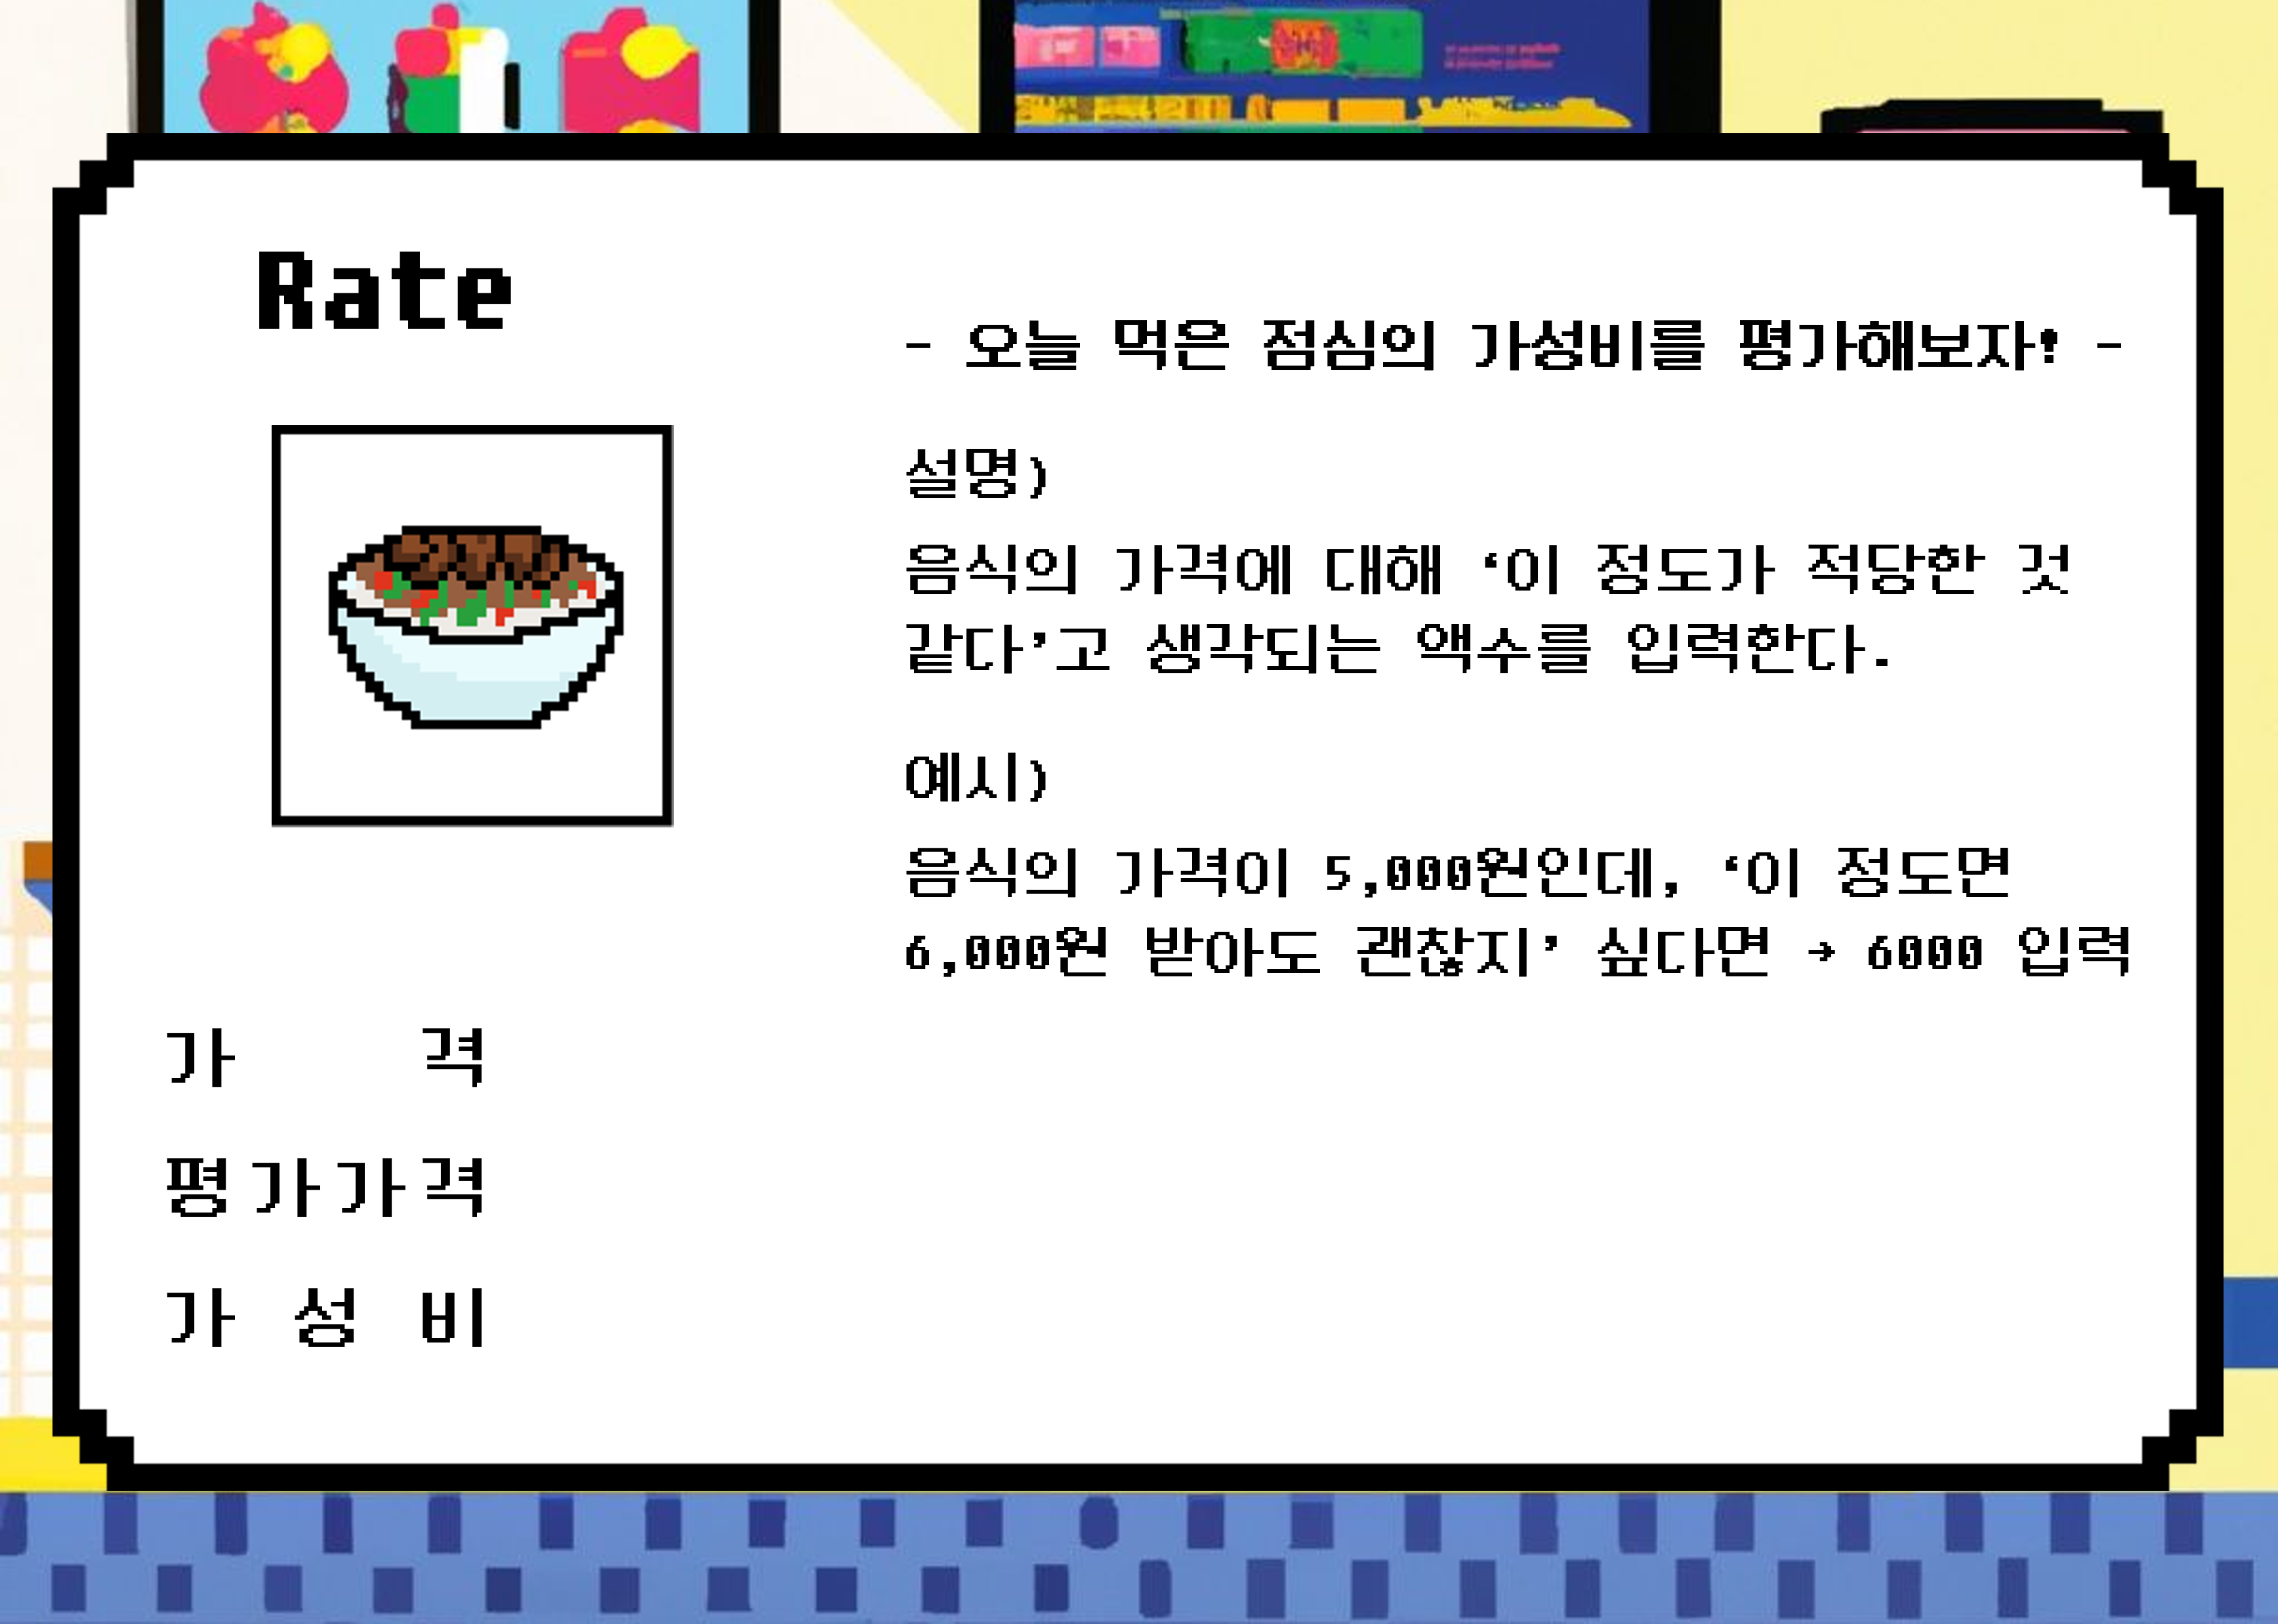 Rate
- 오늘 먹은 점심의 가성비를 평가해보자! -
설명)
음식의 가격에 대해 ‘이 정도가 적당한 것
같다’고 생각되는 액수를 입력한다.
예시)
음식의 가격이 5,000원인데, ‘이 정도면
6,000원 받아도 괜찮지’ 싶다면 → 6000 입력
가 격
평가가격
가 성 비